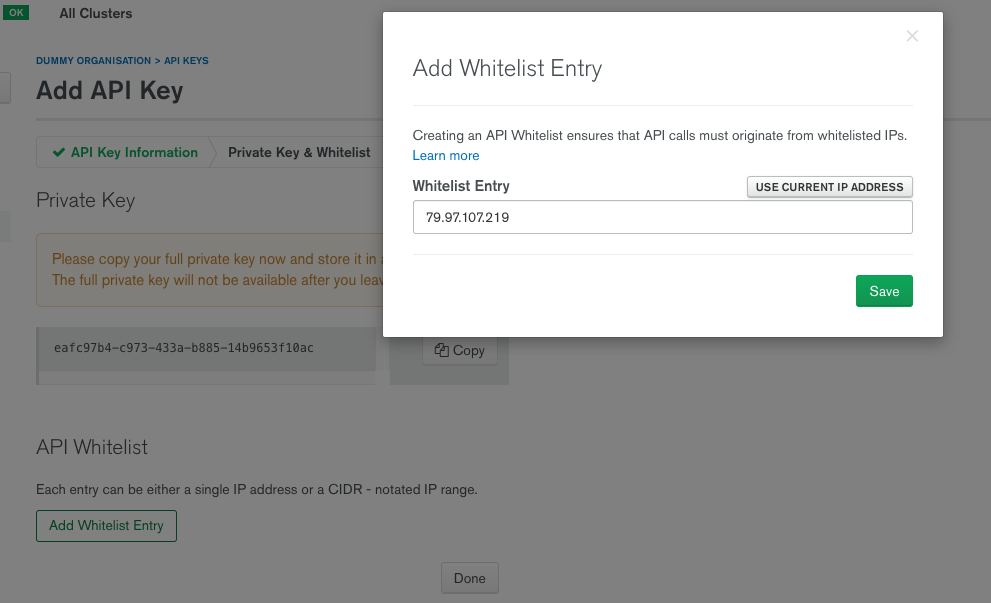 OK
All Clusters
DUMMY ORGANISATION > API KEYS
Add API Key
API Key Information
Private Key & Whitelist
Private Key
Please copy your full private key now and store it in
The full private key will not be available after you leav
eafc97b4-c973-433a-b885-14b9653f10ac
Copy
API Whitelist
Each entry can be either a single IP address or a CIDR - notated IP range.
Add Whitelist Entry
Done
Add Whitelist Entry
Creating an API Whitelist ensures that API calls must originate from whitelisted IPs.
Learn more
Whitelist Entry
USE CURRENT IP ADDRESS
79.97.107.219
Save